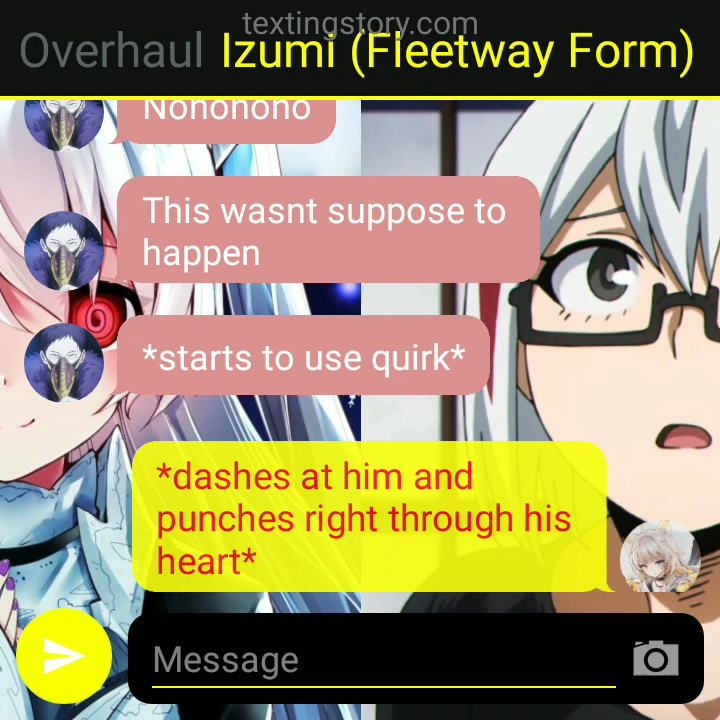 textingstory.com
Overhaul Izumi (Fleetway Form)
Nohohoho
This wasnt suppose to
happen
*starts to use quirk*
*dashes at him and
punches right through his
heart*
Message